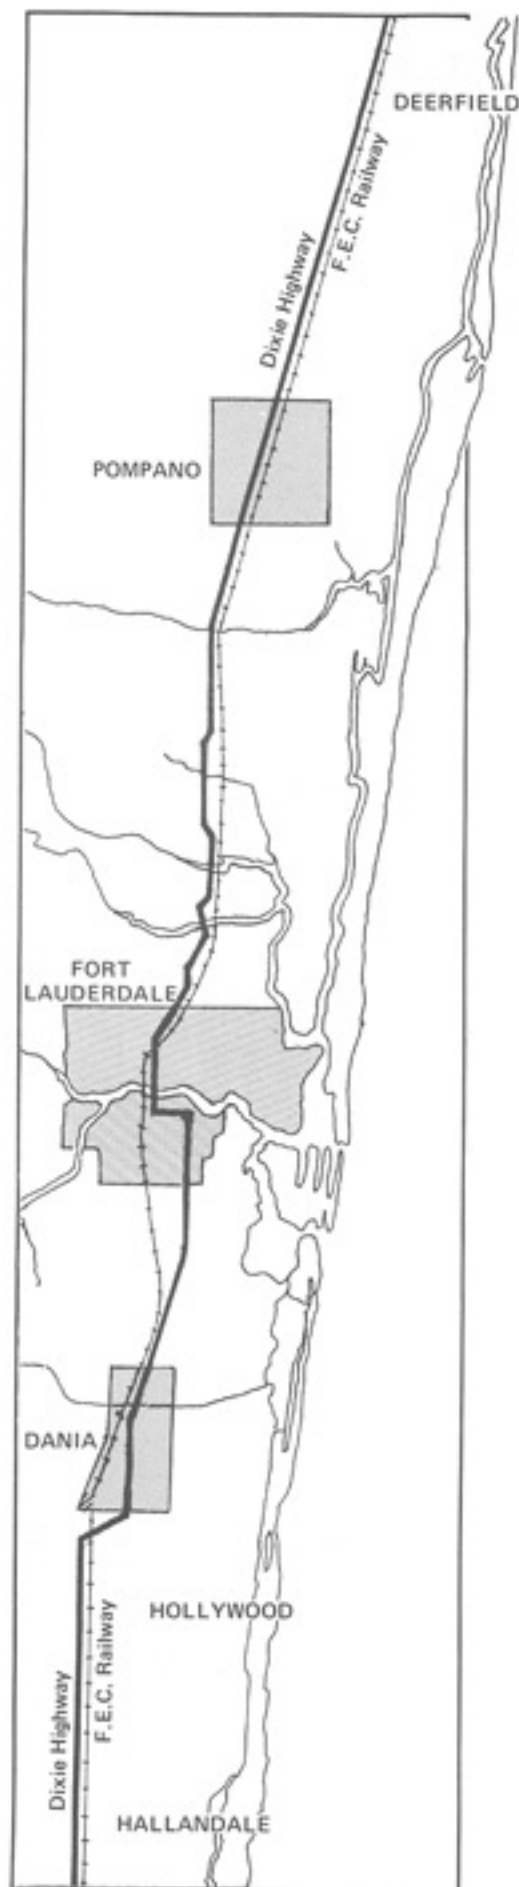 DEERFIELD
Dixie Highway
F.E.C. Railway
POMPANO
FORT
LAUDERDALE
DANIA
HOLLYWOOD
Dixie Highway
F.E.C. Railway
HALLANDALE